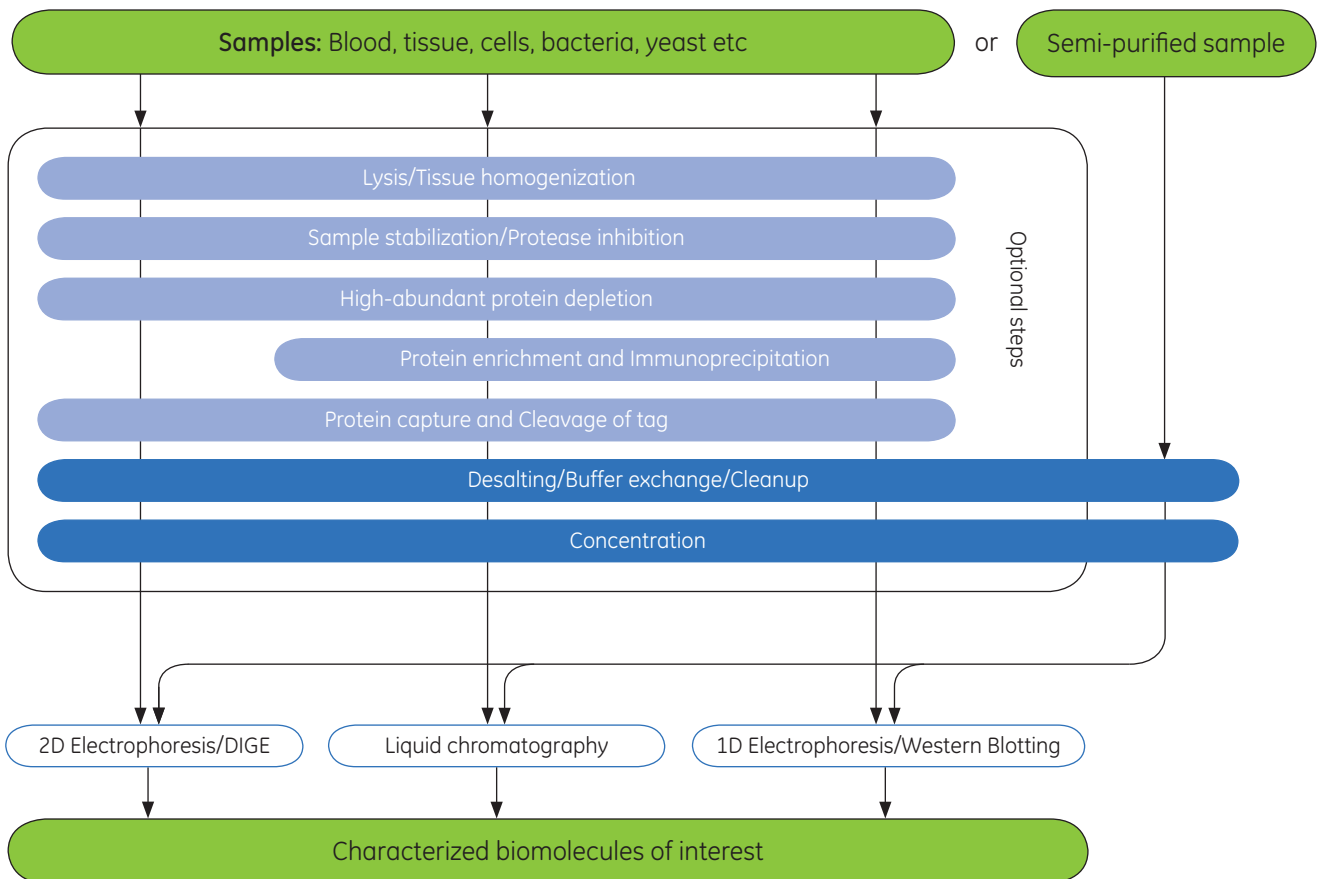 Samples: Blood, tissue, cells, bacteria, yeast etc
or
Semi-purified sample
Lysis/Tissue homogenization
Sample stabilization/Protease inhibition
High-abundant protein depletion
Protein enrichment and Immunoprecipitation
Protein capture and Cleavage of tag
Optional steps
Desalting/Buffer exchange/Cleanup
Concentration
2D Electrophoresis/DIGE
Liquid chromatography
1D Electrophoresis/Western Blotting
Characterized biomolecules of interest